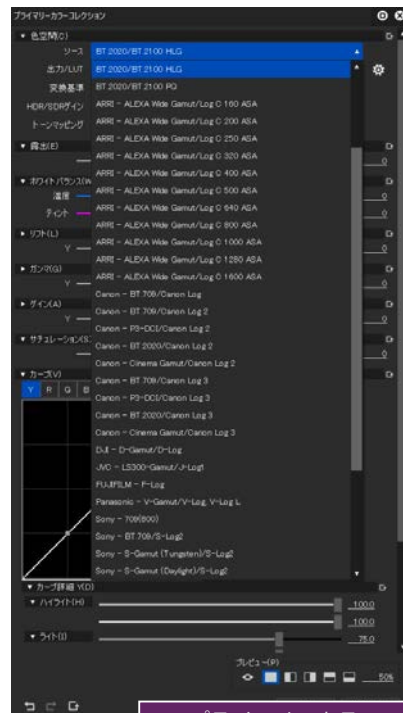 プライマリーカラーコレクション
▼ 色空間(C)
ソース BT.2020/BT.2100 HLG
出力/LUT BT.2020/BT.2100 HLG
変換基準 BT.2020/BT.2100 PQ
HDR/SDRゲイン ARRI - ALEXA Wide Gamut/Log C 160 ASA
トーンマッピング ARRI - ALEXA Wide Gamut/Log C 200 ASA
ARRI - ALEXA Wide Gamut/Log C 250 ASA
▼ 露出(E) ARRI - ALEXA Wide Gamut/Log C 320 ASA
0
ARRI - ALEXA Wide Gamut/Log C 400 ASA
▼ ホワイトバランス(W ARRI - ALEXA Wide Gamut/Log C 500 ASA
温度 0
ARRI - ALEXA Wide Gamut/Log C 640 ASA
ティント ARRI - ALEXA Wide Gamut/Log C 800 ASA 0
▶ リフト(L) ARRI - ALEXA Wide Gamut/Log C 1000 ASA
Y ARRI - ALEXA Wide Gamut/Log C 1280 ASA 0
▶ ガンマ(G) ARRI - ALEXA Wide Gamut/Log C 1600 ASA
Y Canon - BT.709/Canon Log 0
▶ ゲイン(A) Canon - BT.709/Canon Log 2
Y Canon - P3-DCI/Canon Log 2 0
▼ サチュレーション(S Canon - BT.2020/Canon Log 2
Canon - Cinema Gamut/Canon Log 2 0
▼ カーブ(V) Canon - BT.709/Canon Log 3
Y R G B Canon - P3-DCI/Canon Log 3
Canon - BT.2020/Canon Log 3
Canon - Cinema Gamut/Canon Log 3
DJI - D-Gamut/D-Log
JVC - LS300-Gamut/J-Log1
FUJIFILM - F-Log
Panasonic - V-Gamut/V-Log, V-Log L
Sony - 709(800)
Sony - BT.709/S-Log2
Sony - S-Gamut (Tungsten)/S-Log2
Sony - S-Gamut (Daylight)/S-Log2
▼ カーブ詳細 Y(D)
▼ ハイライト(H) 100.0
100.0
▼ ライト(I) 75.0
プレビュー(P)
50%